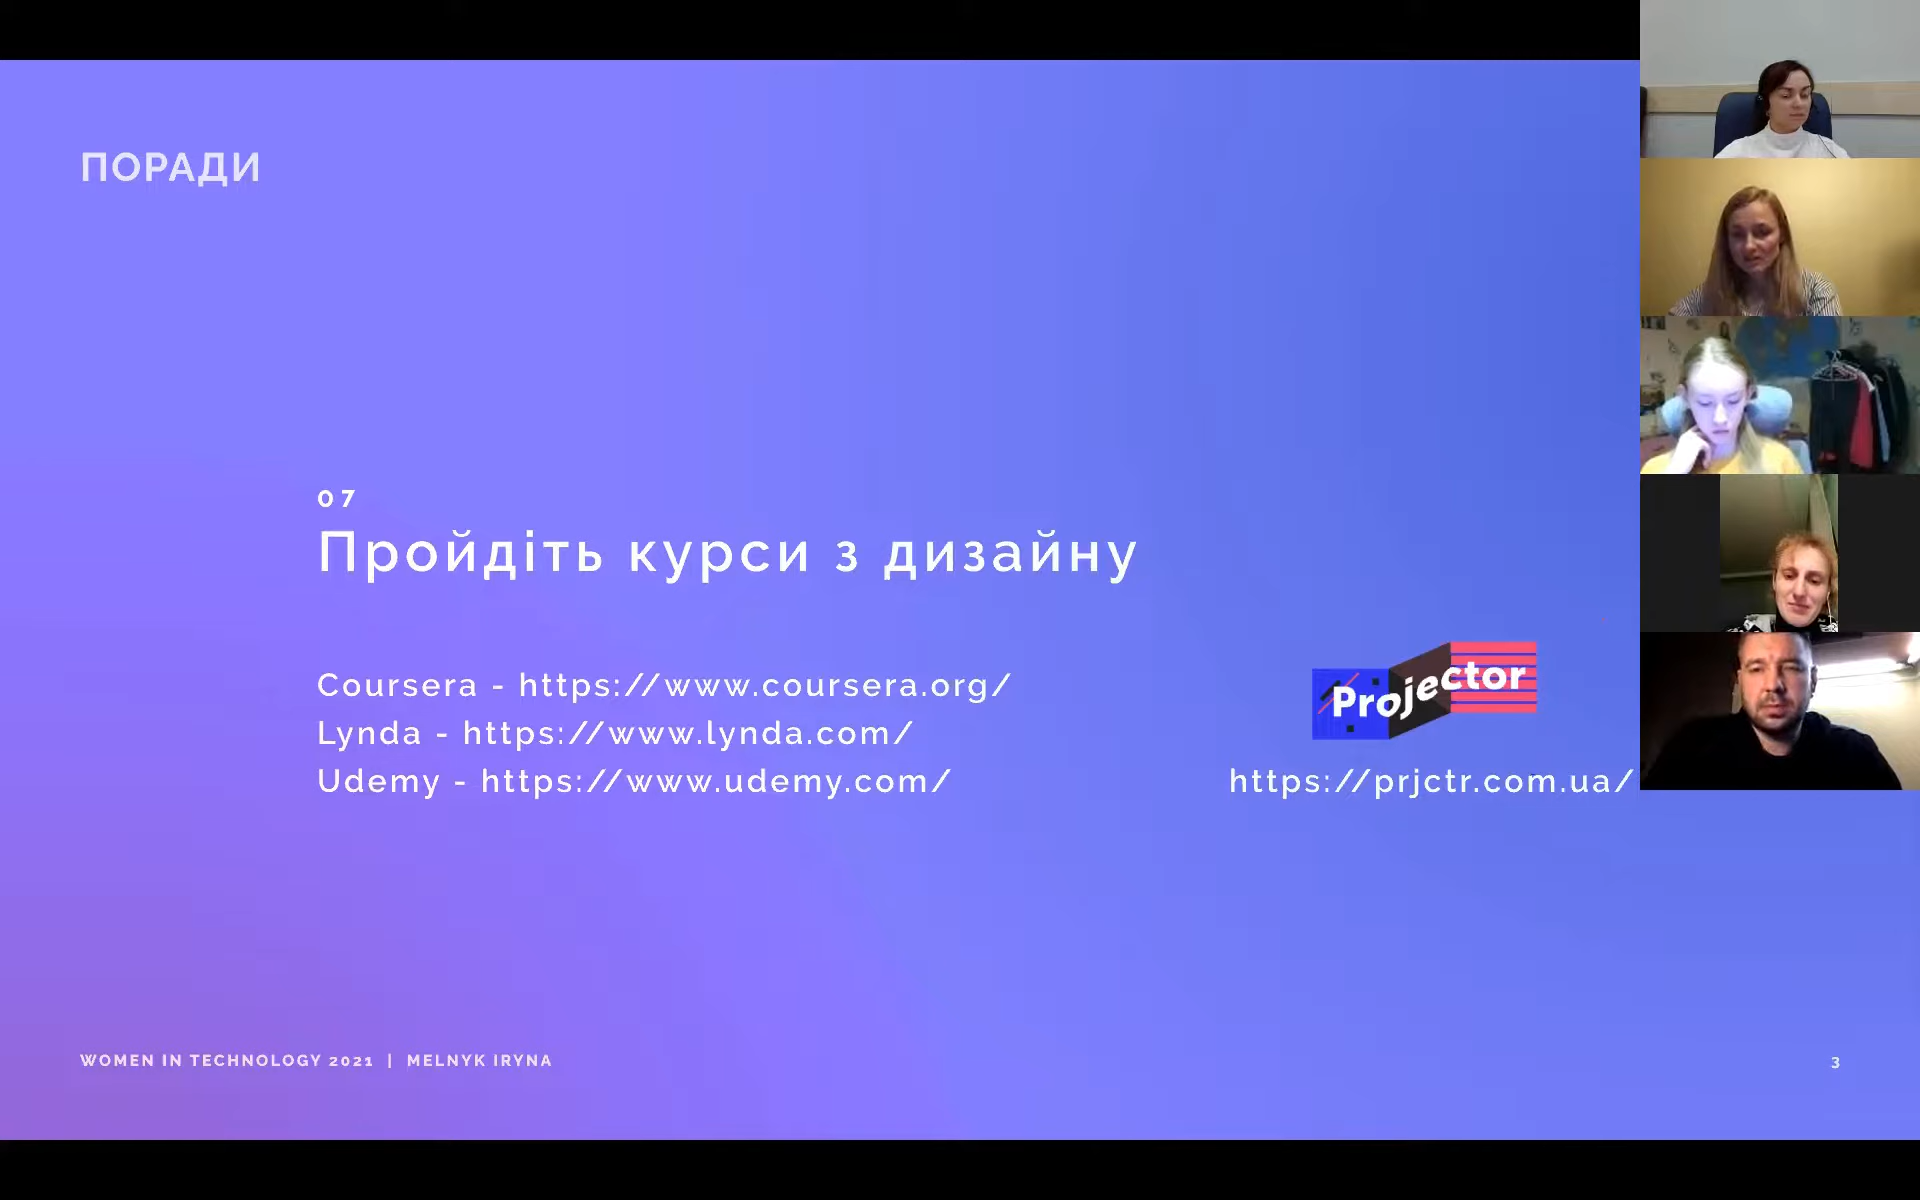 ПОРАДИ
07
Пройдіть курси з дизайну
Coursera - https://www.coursera.org/
Lynda - https://www.lynda.com/
Udemy - https://www.udemy.com/
Projector
https://prjctr.com.ua/
WOMEN IN TECHNOLOGY 2021 | MELNYK IRYNA
3